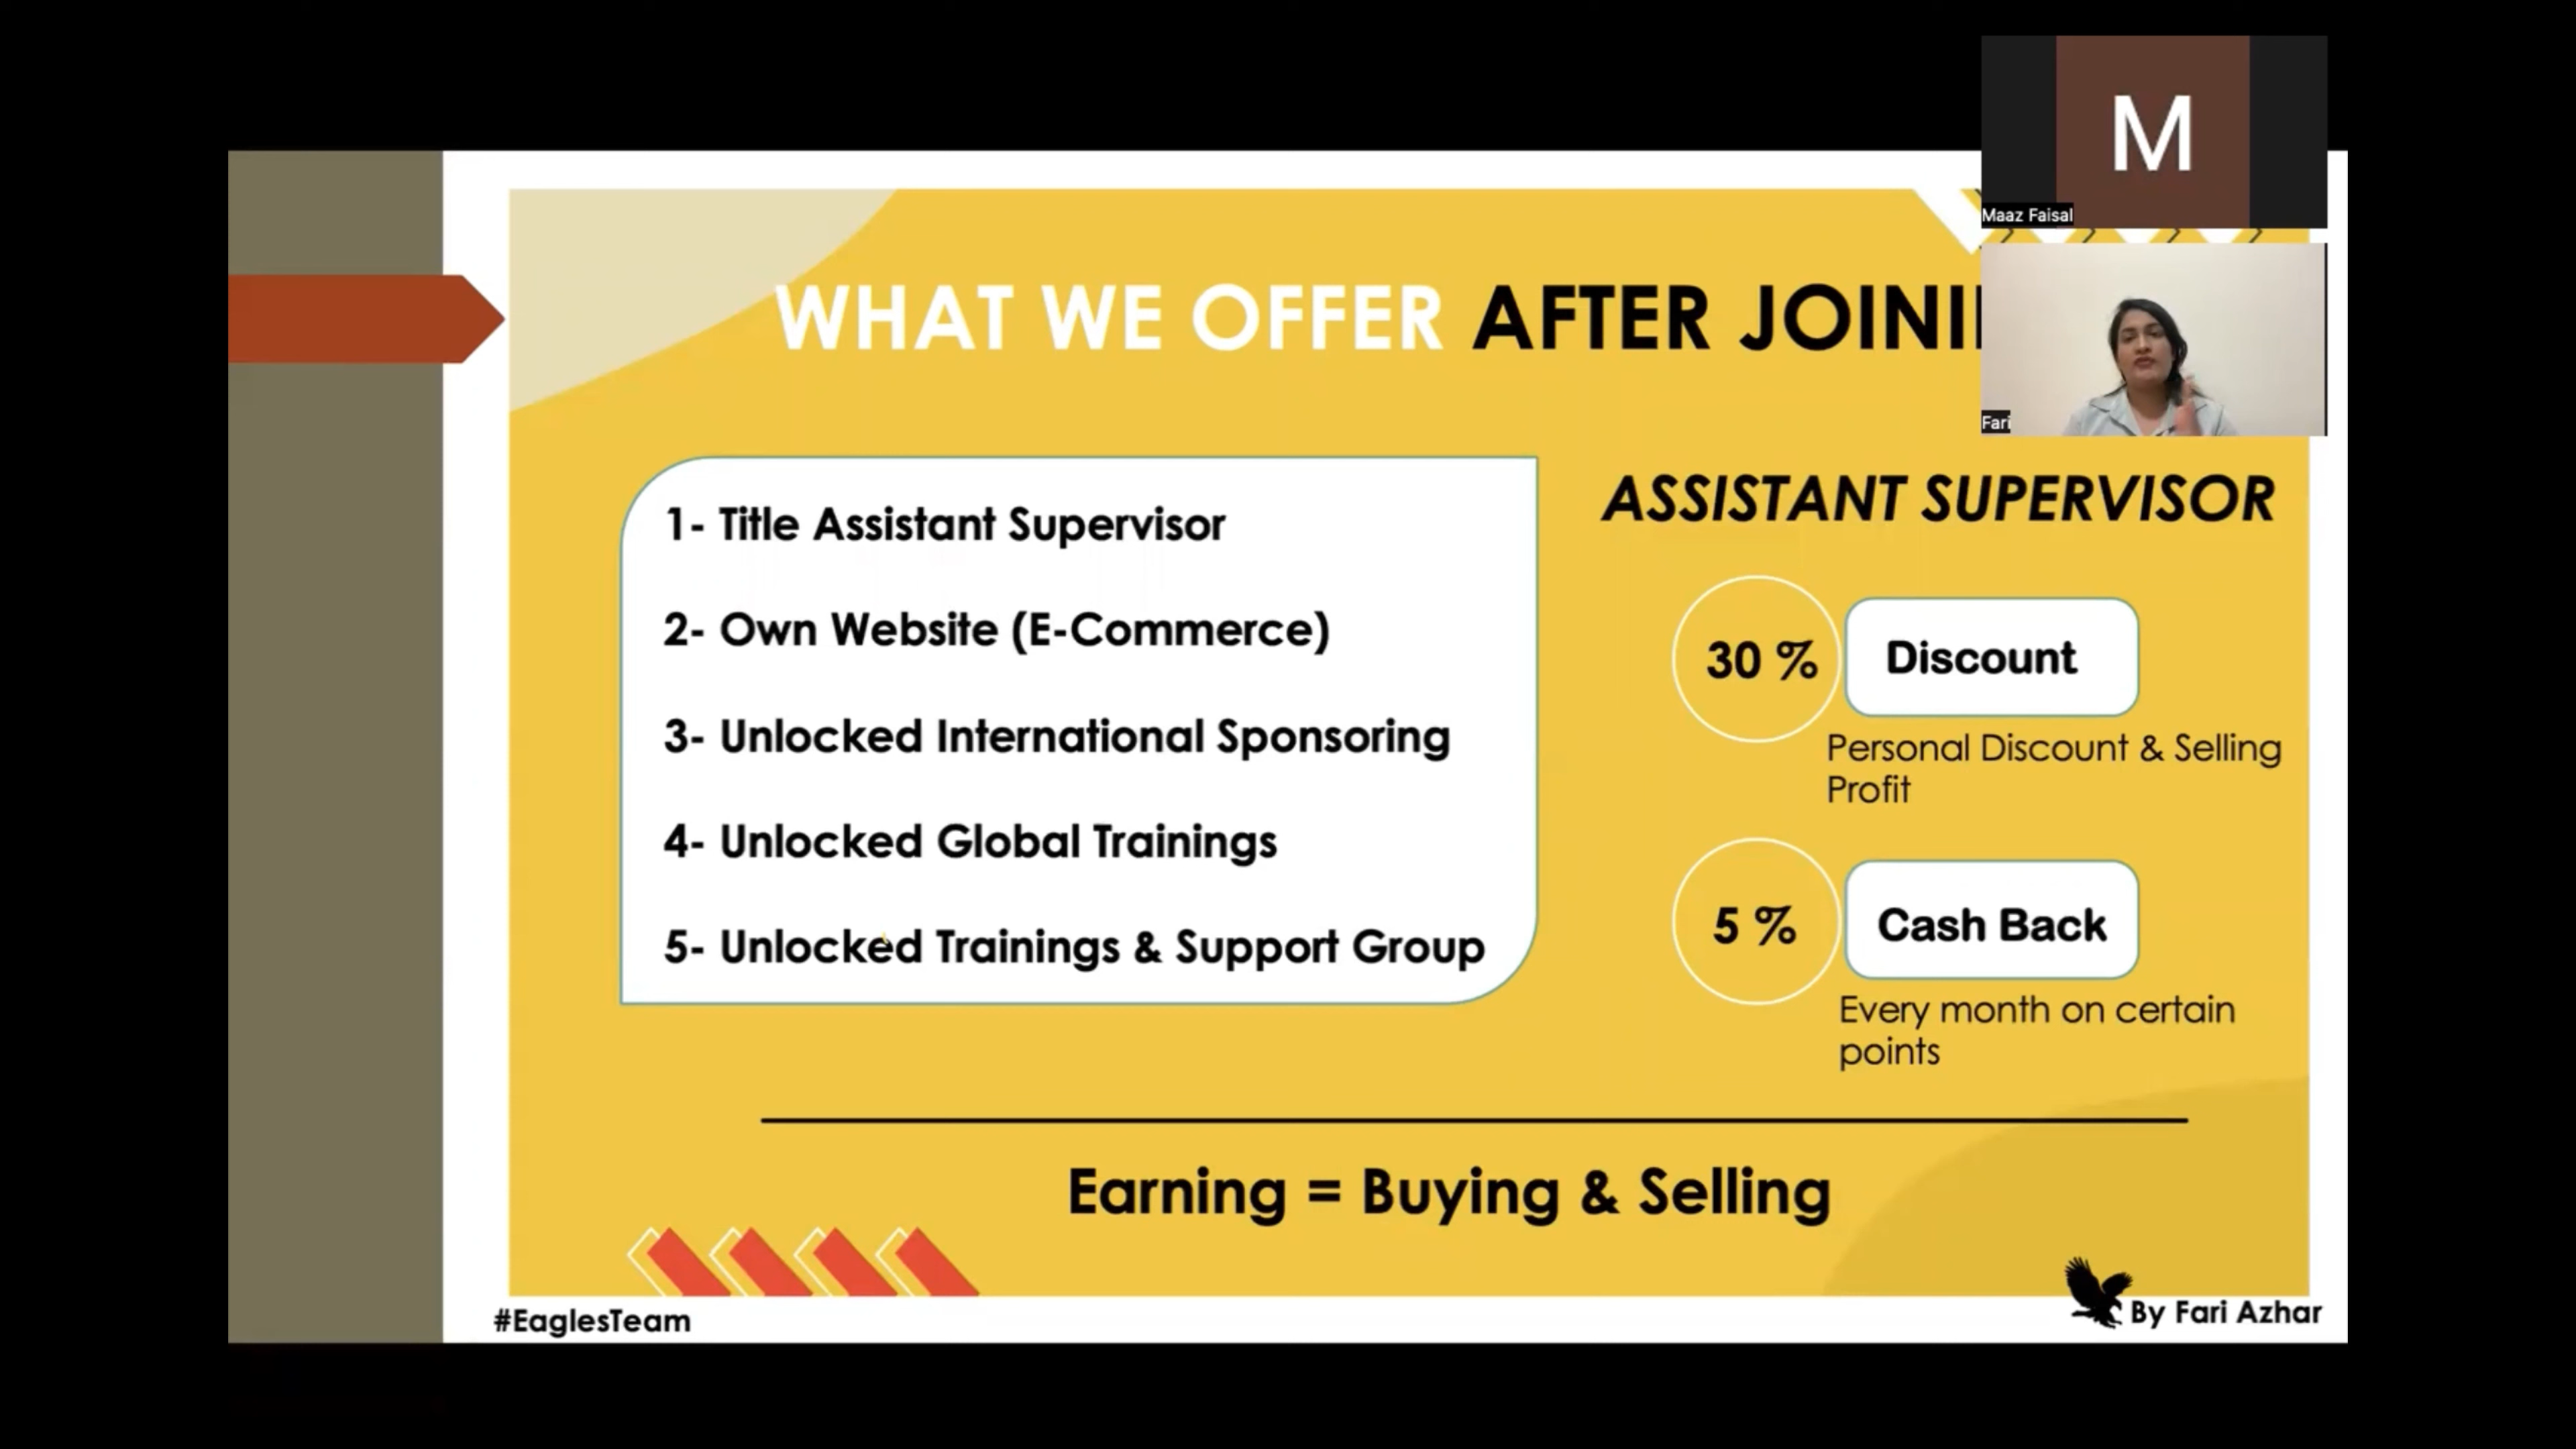 M
Maaz Faisal
WHAT WE OFFER AFTER
Fari
1- Title Assistant Supervisor
2- Own Website (E-Commerce)
3- Unlocked International Sponsoring
4- Unlocked Global Trainings
5- Unlocked Trainings & Support Group
ASSISTANT SUPERVISOR
30 % Discount
Personal Discount & Selling
Profit
5 % Cash Back
Every month on certain
points
Earning = Buying & Selling
#EaglesTeam
By Fari Azhar